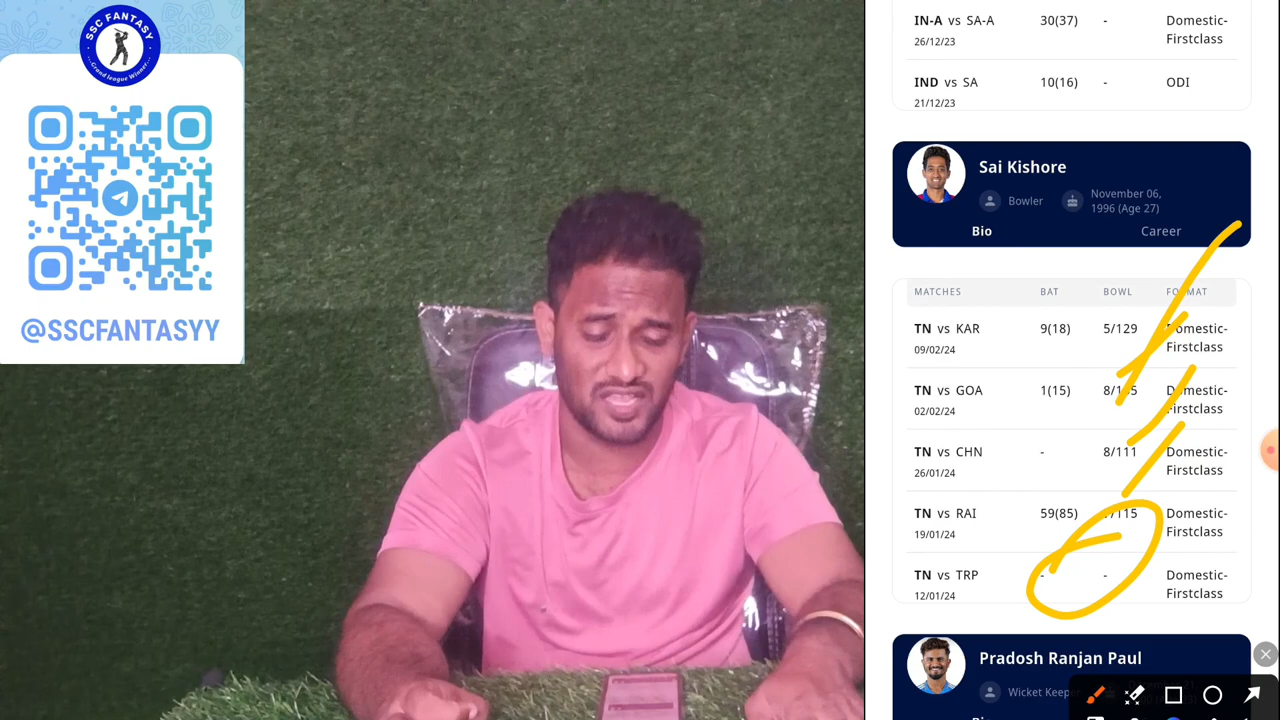 SSC FANTASY
...Grand league Winner...
@SSCFANTASYY
IN-A vs SA-A 30(37) - Domestic-
26/12/23 Firstclass
IND vs SA 10(16) - ODI
21/12/23
Sai Kishore
Bowler November 06,
1996 (Age 27)
Bio Career
MATCHES BAT BOWL FORMAT
TN vs KAR 9(18) 5/129 Domestic-
09/02/24 Firstclass
TN vs GOA 1(15) Domestic-
02/02/24 Firstclass
TN vs CHN - 8/111 Domestic-
26/01/24 Firstclass
TN vs RAI 59(85) Domestic-
19/01/24 Firstclass
TN vs TRP - - Domestic-
12/01/24 Firstclass
Pradosh Ranjan Paul
Wicket Keep